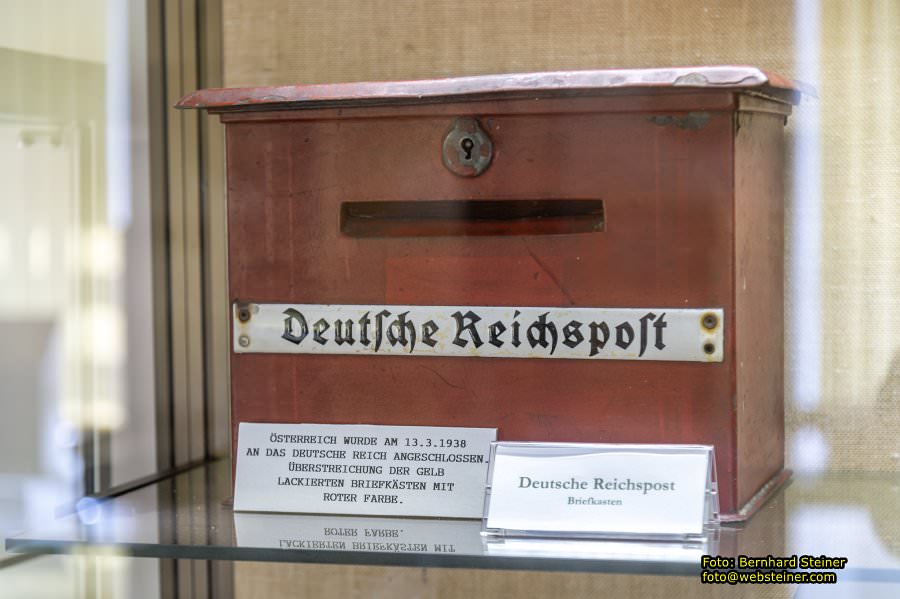 Deutsche Reichspost
ÖSTERREICH WURDE AM 13.3.1938
AN DAS DEUTSCHE REICH ANGESCHLOSSEN.
ÜBERSTREICHUNG DER GELB
LACKIERTEN BRIEFKÄSTEN MIT
ROTER FARBE.
Deutsche Reichspost
Briefkasten
Foto: Bernhard Steiner
foto@websteiner.com